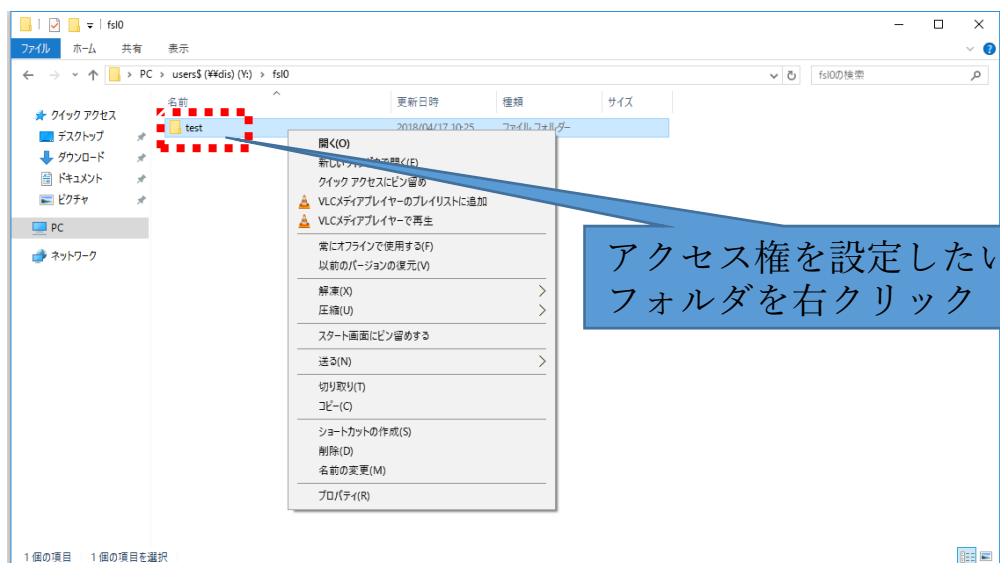 fsl0
ファイル ホーム 共有 表示
PC › users$ (¥¥dis) (Y:) › fsl0
fsl0の検索
名前 更新日時 種類 サイズ
クイック アクセス
デスクトップ
ダウンロード
ドキュメント
ピクチャ
PC
ネットワーク
test 2018/04/17 10:25 ファイル フォルダー
開く(O)
クイック アクセスにピン留め
VLCメディアプレイヤーのプレイリストに追加
VLCメディアプレイヤーで再生
常にオフラインで使用する(F)
以前のバージョンの復元(V)
解凍(X)
圧縮(U)
スタート画面にピン留めする
送る(N)
切り取り(T)
コピー(C)
ショートカットの作成(S)
削除(D)
名前の変更(M)
プロパティ(R)
アクセス権を設定したい
フォルダを右クリック
1 個の項目 1 個の項目を選択